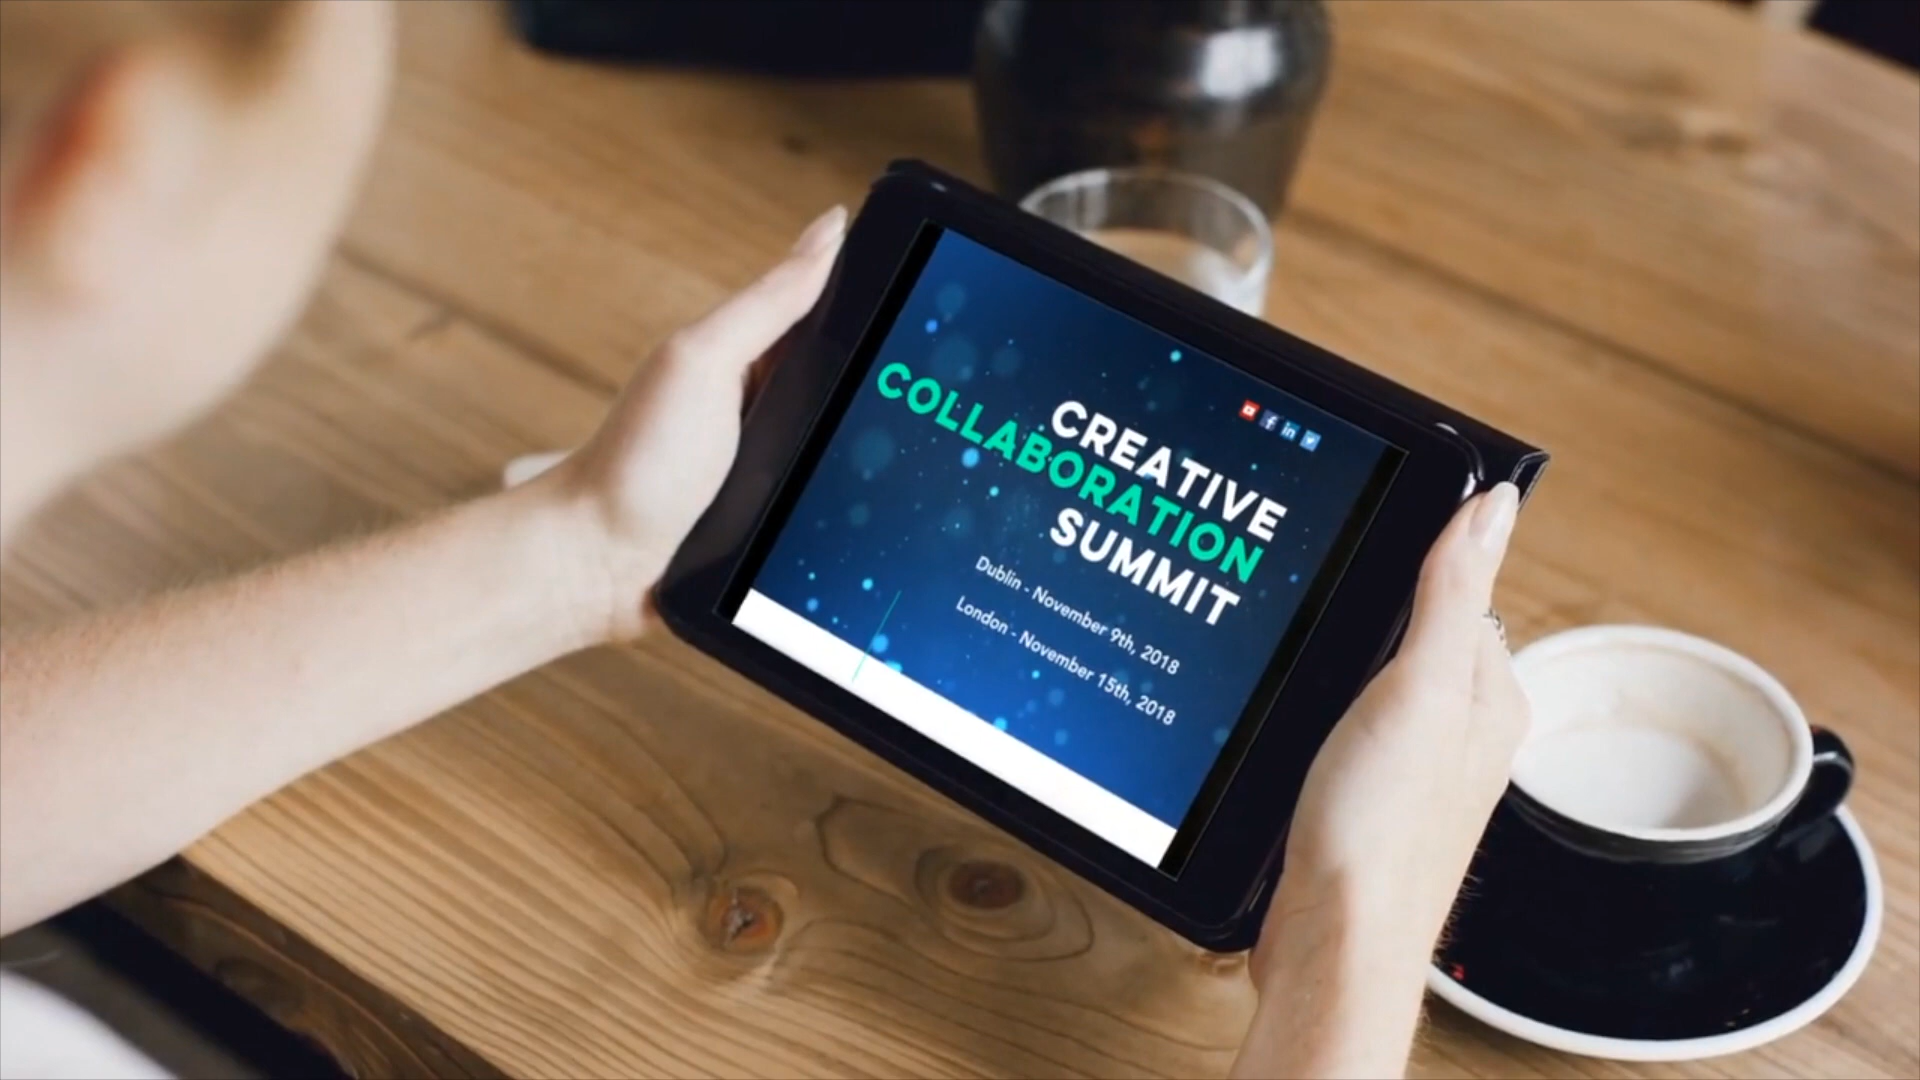 CREATIVE
COLLABORATION
SUMMIT
Dublin - November 9th, 2018
London - November 15th, 2018